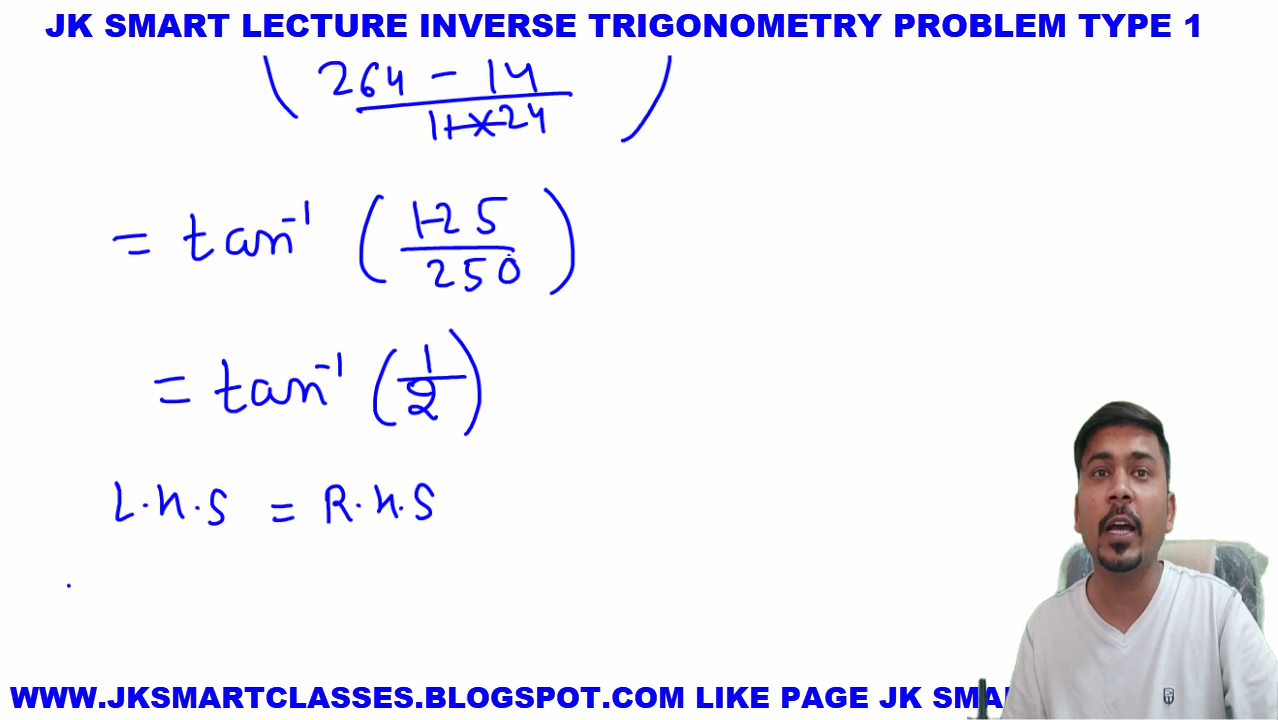 JK SMART LECTURE INVERSE TRIGONOMETRY PROBLEM TYPE 1
( 264 - 14 )
11×24
= tan⁻¹ ( 125 / 250 )
= tan⁻¹ ( 1 / 2 )
L.H.S = R.H.S
WWW.JKSMARTCLASSES.BLOGSPOT.COM LIKE PAGE JK SMA